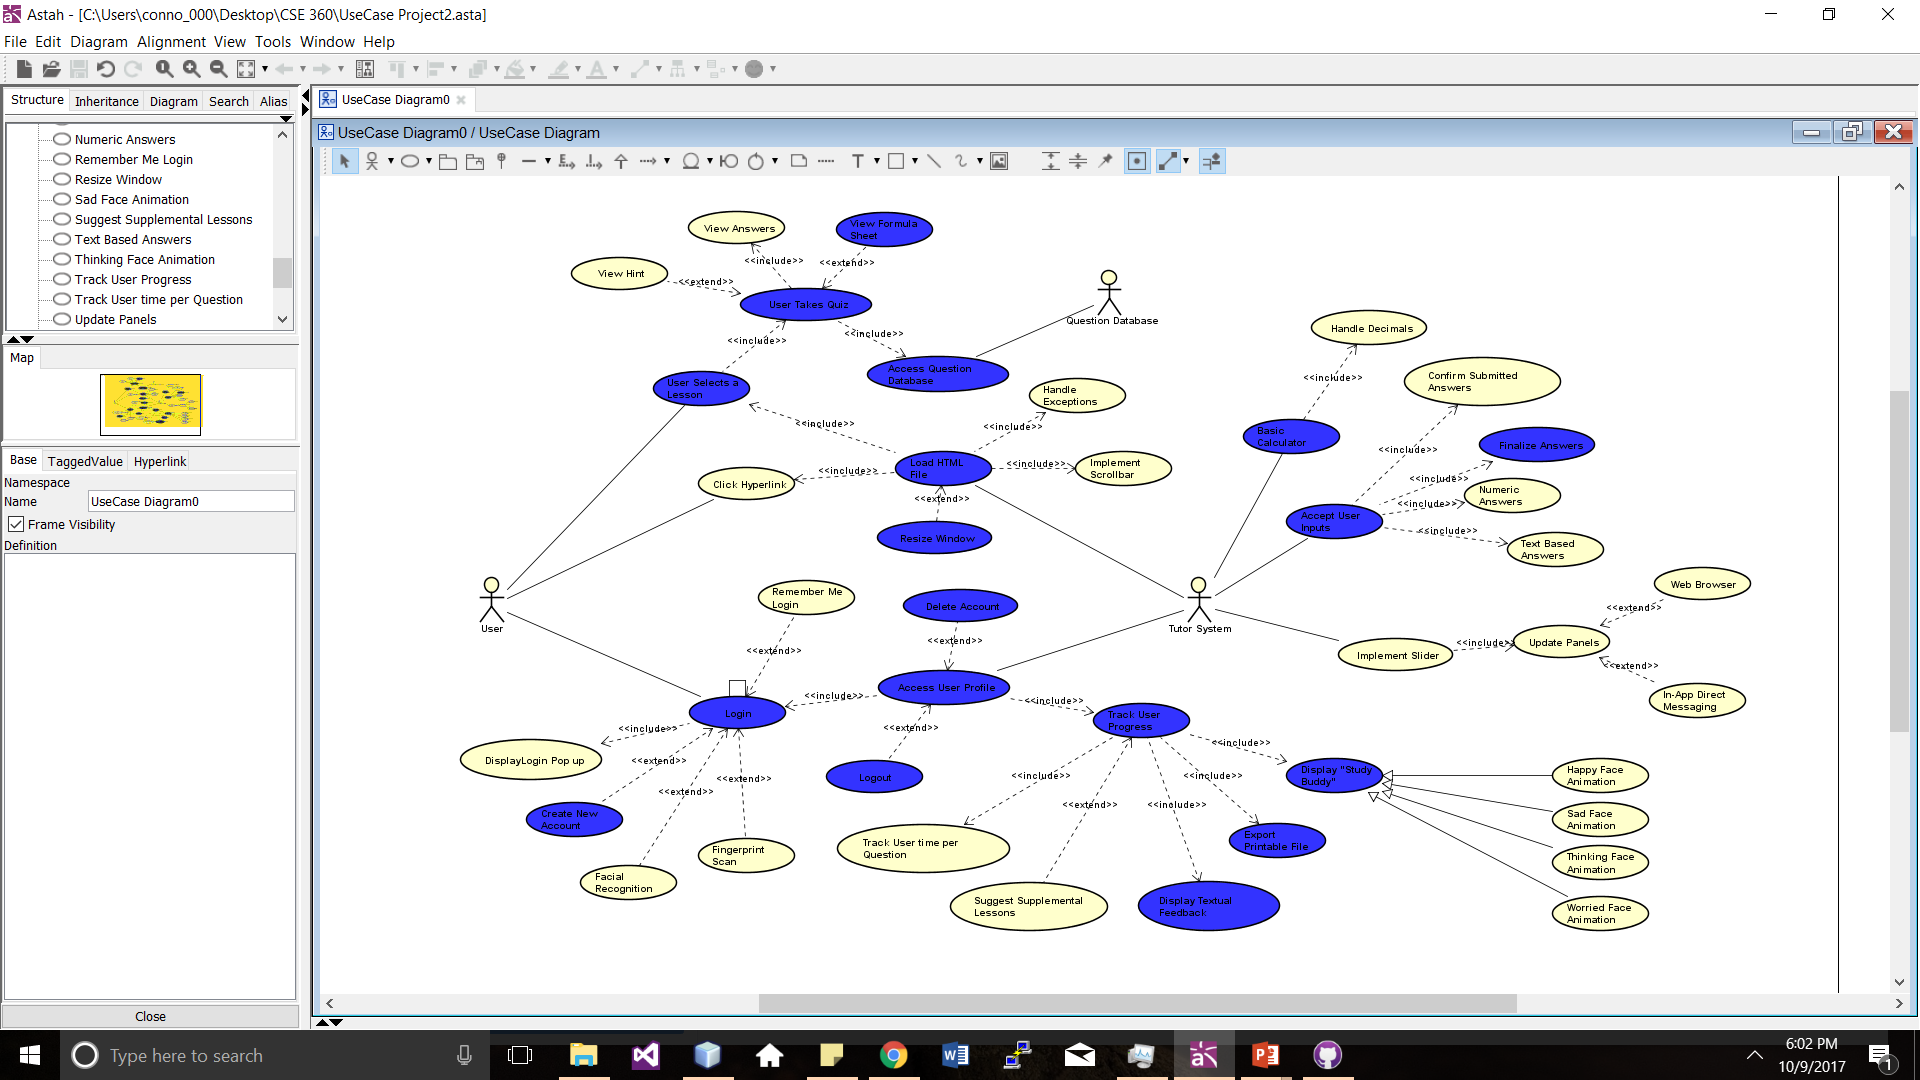 Astah - [C:\Users\conno_000\Desktop\CSE 360\UseCase Project2.asta]
File Edit Diagram Alignment View Tools Window Help
Structure Inheritance Diagram Search Alias
Numeric Answers
Remember Me Login
Resize Window
Sad Face Animation
Suggest Supplemental Lessons
Text Based Answers
Thinking Face Animation
Track User Progress
Track User time per Question
Update Panels
Map
Base TaggedValue Hyperlink
Namespace
Name UseCase Diagram0
Frame Visibility
Definition
Close
UseCase Diagram0
UseCase Diagram0 / UseCase Diagram
View Answers
View Formula
Sheet
<<include>>
<<extend>>
View Hint
<<extend>>
User Takes Quiz
Question Database
<<include>>
<<include>>
Handle Decimals
Access Question
Database
<<include>>
User Selects a
Lesson
Handle
Exceptions
Confirm Submitted
Answers
<<include>>
<<include>>
Basic
Calculator
<<include>>
Finalize Answers
Load HTML
File
<<include>>
Implement
Scrollbar
Click Hyperlink
<<include>>
<<extend>>
<<include>>
Numeric
Answers
<<include>>
Accept User
Inputs
<<include>>
Text Based
Answers
Resize Window
Web Browser
Remember Me
Login
Delete Account
<<extend>>
User
Tutor System
<<extend>>
<<extend>>
Implement Slider
<<include>>
Update Panels
<<extend>>
In-App Direct
Messaging
Access User Profile
<<include>>
<<include>>
Login
Track User
Progress
<<include>>
<<extend>>
<<include>>
DisplayLogin Pop up
<<extend>>
<<extend>>
<<extend>>
Logout
<<include>>
<<extend>>
<<include>>
<<include>>
Display "Study
Buddy"
Happy Face
Animation
Create New
Account
Sad Face
Animation
Export
Printable File
Track User time per
Question
Fingerprint
Scan
Thinking Face
Animation
Facial
Recognition
Suggest Supplemental
Lessons
Display Textual
Feedback
Worried Face
Animation
Type here to search
6:02 PM
10/9/2017
1